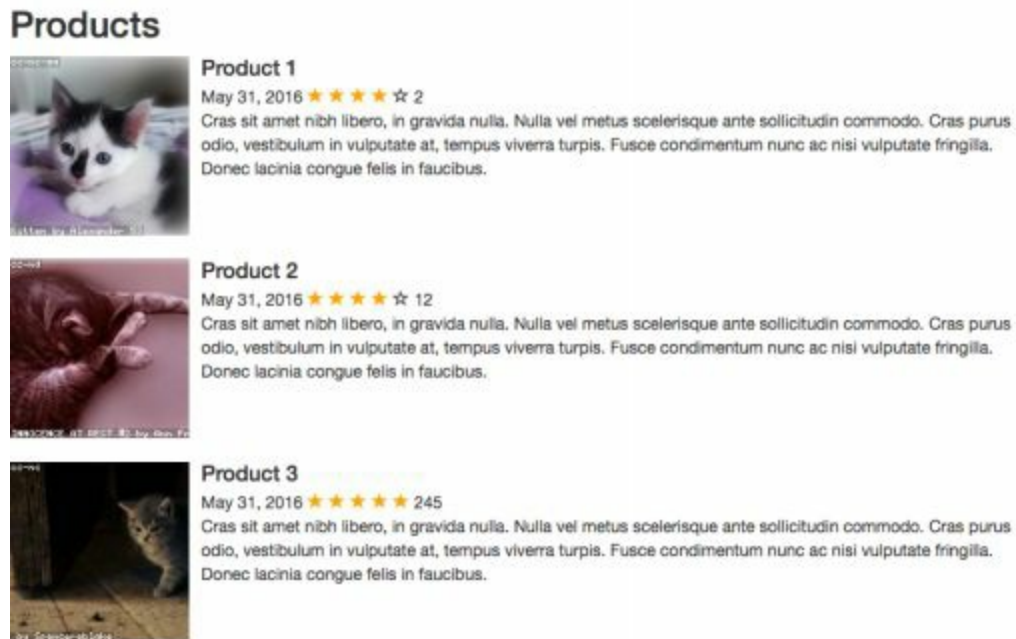 Products
Product 1
May 31, 2016 ★ ★ ★ ★ ☆ 2
Cras sit amet nibh libero, in gravida nulla. Nulla vel metus scelerisque ante sollicitudin commodo. Cras purus
odio, vestibulum in vulputate at, tempus viverra turpis. Fusce condimentum nunc ac nisi vulputate fringilla.
Donec lacinia congue felis in faucibus.
Product 2
May 31, 2016 ★ ★ ★ ★ ☆ 12
Cras sit amet nibh libero, in gravida nulla. Nulla vel metus scelerisque ante sollicitudin commodo. Cras purus
odio, vestibulum in vulputate at, tempus viverra turpis. Fusce condimentum nunc ac nisi vulputate fringilla.
Donec lacinia congue felis in faucibus.
Product 3
May 31, 2016 ★ ★ ★ ★ ★ 245
Cras sit amet nibh libero, in gravida nulla. Nulla vel metus scelerisque ante sollicitudin commodo. Cras purus
odio, vestibulum in vulputate at, tempus viverra turpis. Fusce condimentum nunc ac nisi vulputate fringilla.
Donec lacinia congue felis in faucibus.